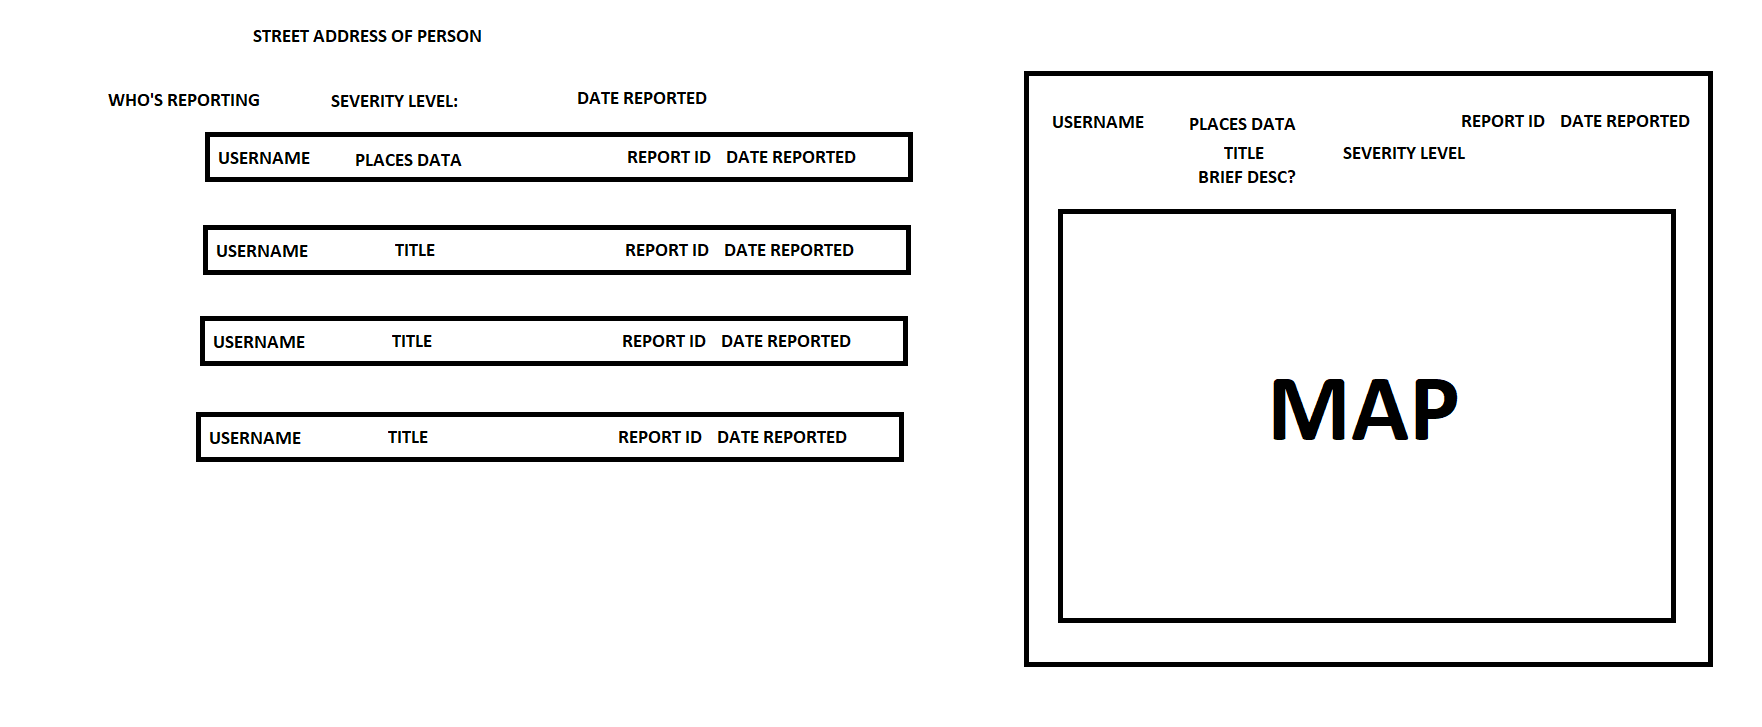 STREET ADDRESS OF PERSON
WHO'S REPORTING SEVERITY LEVEL: DATE REPORTED
USERNAME PLACES DATA REPORT ID DATE REPORTED
USERNAME TITLE REPORT ID DATE REPORTED
USERNAME TITLE REPORT ID DATE REPORTED
USERNAME TITLE REPORT ID DATE REPORTED
USERNAME PLACES DATA REPORT ID DATE REPORTED
TITLE SEVERITY LEVEL
BRIEF DESC?
MAP